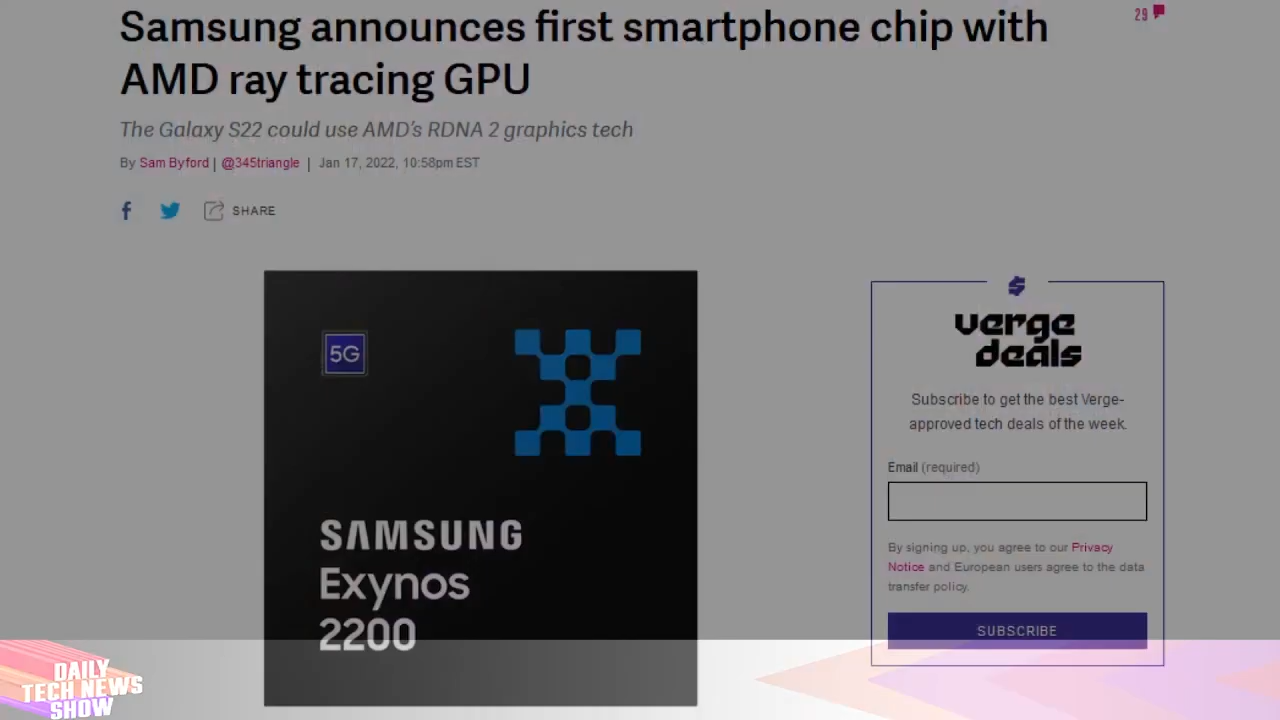 Samsung announces first smartphone chip with
29
AMD ray tracing GPU
The Galaxy S22 could use AMD's RDNA 2 graphics tech
By Sam Byford | @345triangle | Jan 17, 2022, 10:58pm EST
SHARE
5G
SAMSUNG
Exynos
2200
verge
deals
Subscribe to get the best Verge-
approved tech deals of the week.
Email (required)
By signing up, you agree to our Privacy
Notice and European users agree to the data
transfer policy.
SUBSCRIBE
DAILY
TECH NEWS
SHOW